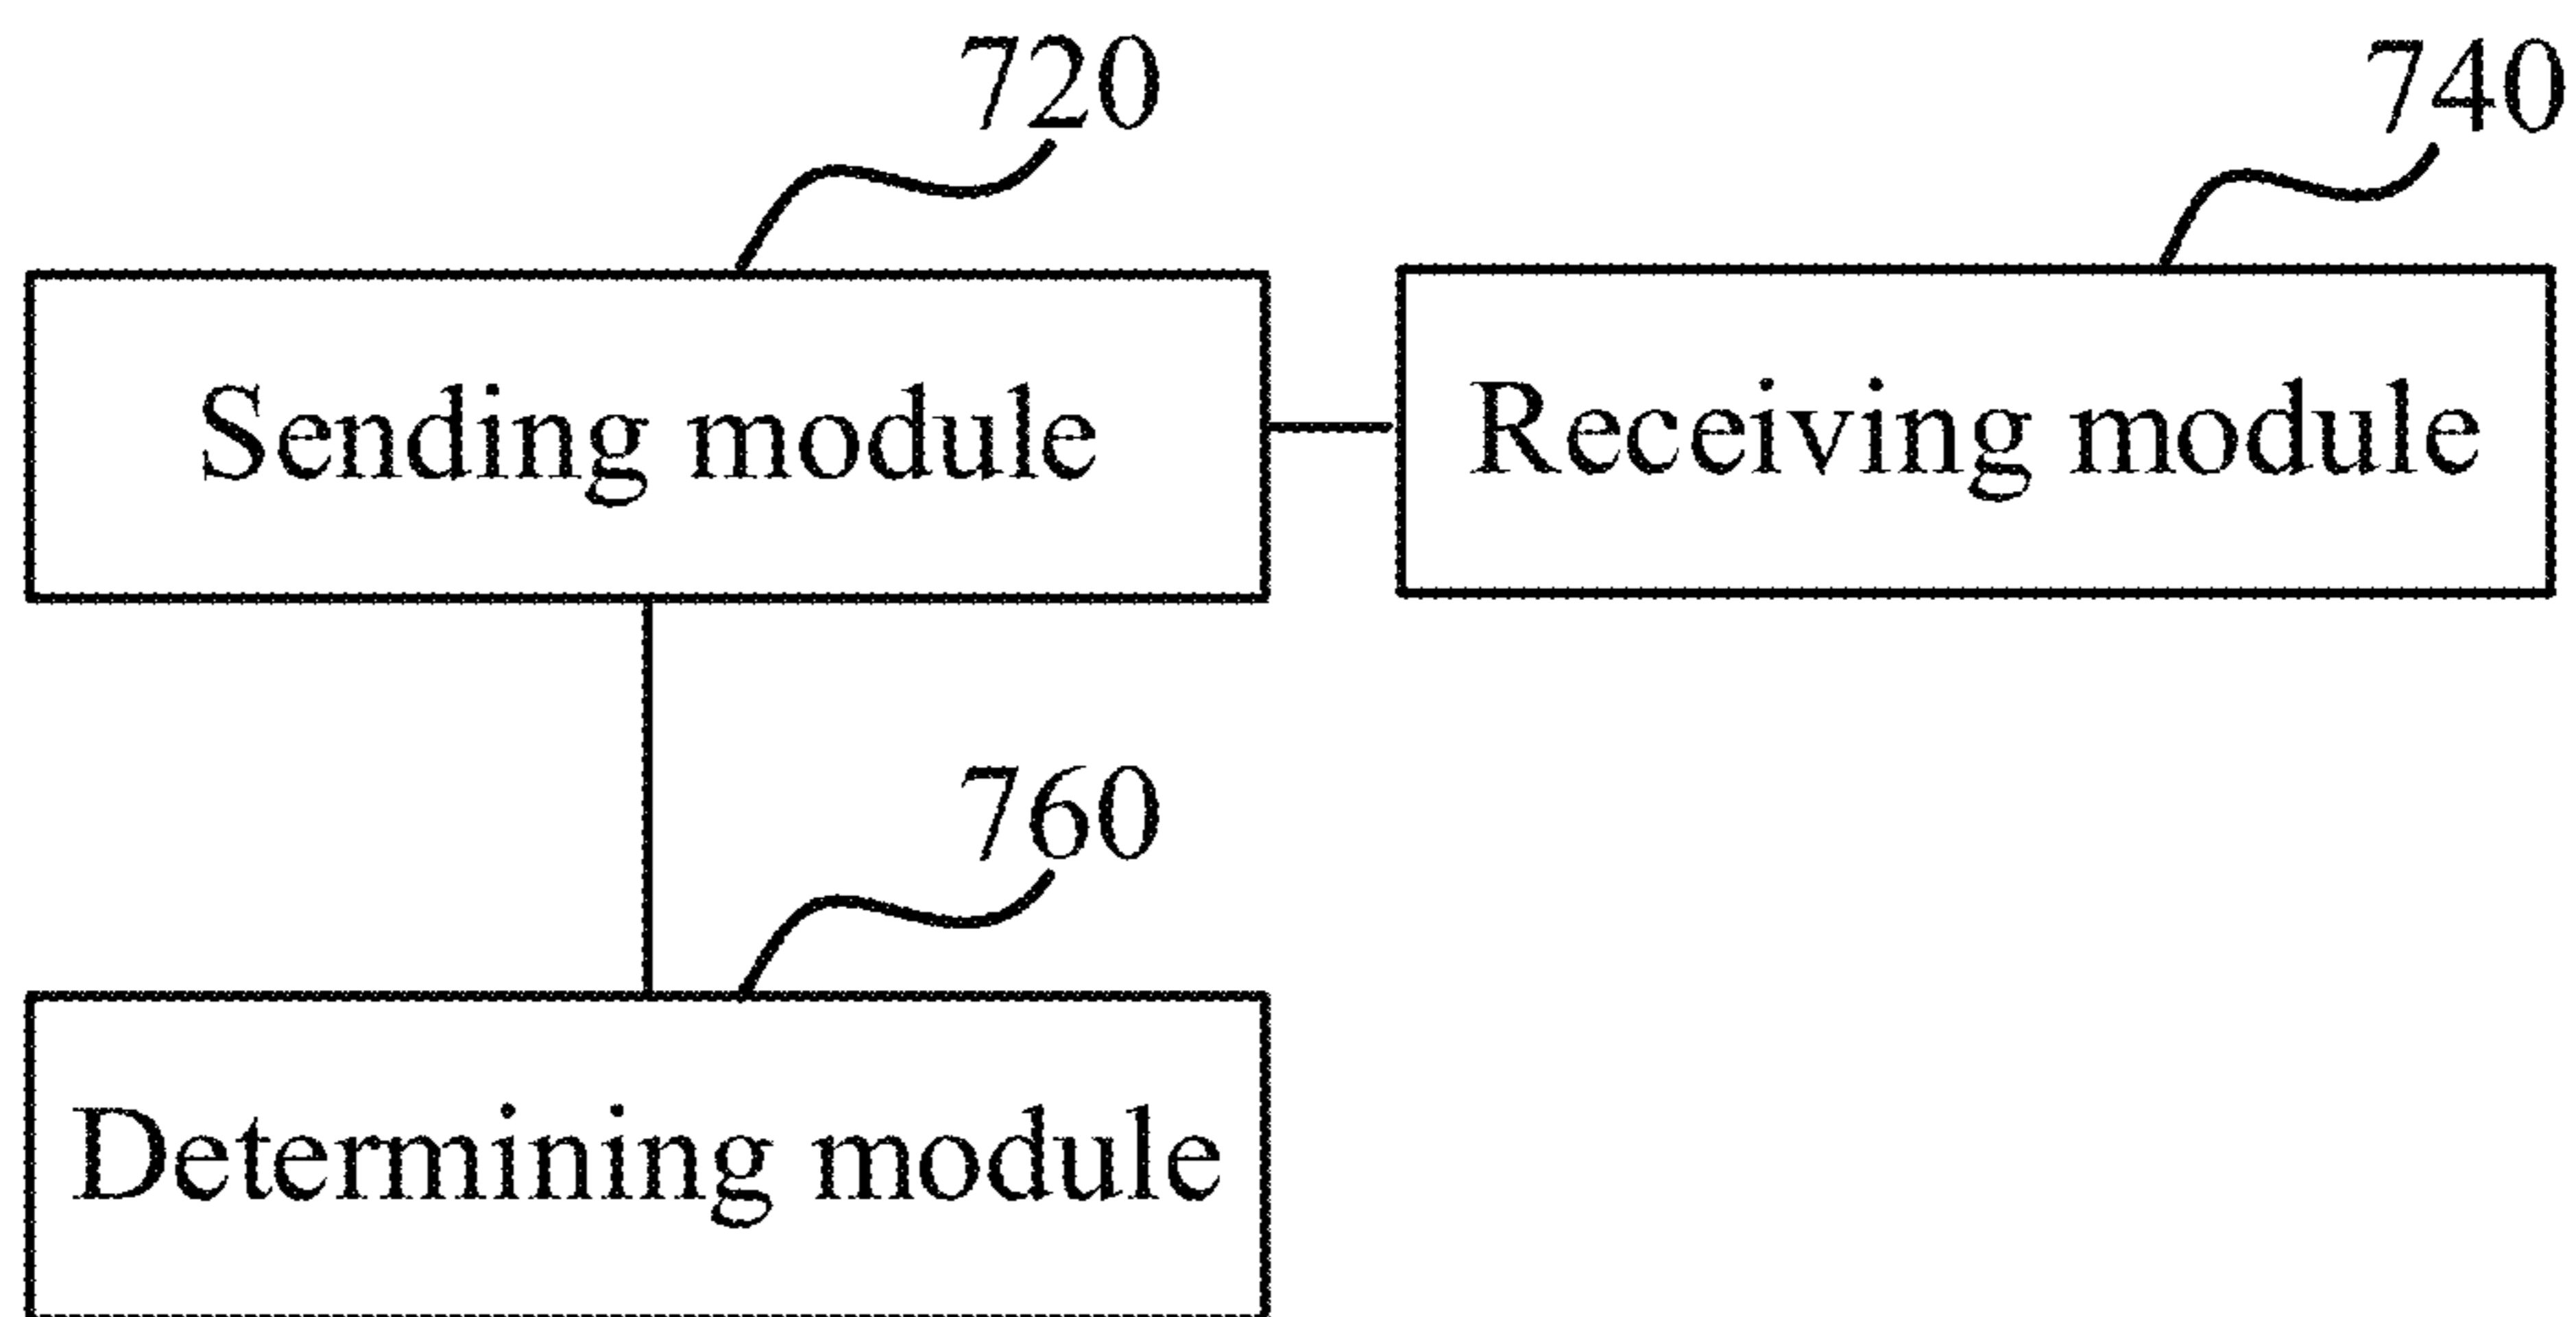 720
740
Sending module
Receiving module
760
Determining module